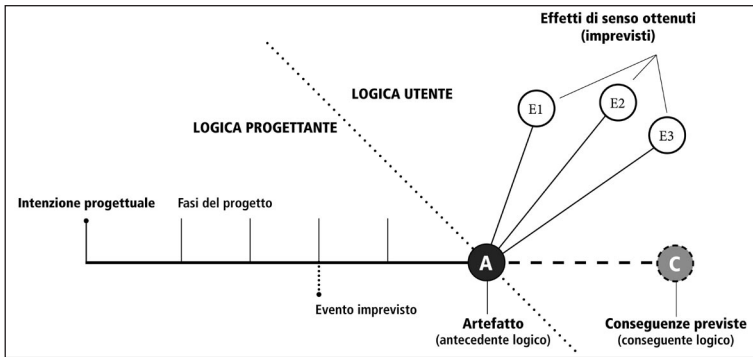 Effetti di senso ottenuti
(imprevisti)
LOGICA UTENTE
E1
E2
E3
LOGICA PROGETTANTE
Intenzione progettuale
Fasi del progetto
A
C
Evento imprevisto
Artefatto
(antecedente logico)
Conseguenze previste
(conseguente logico)